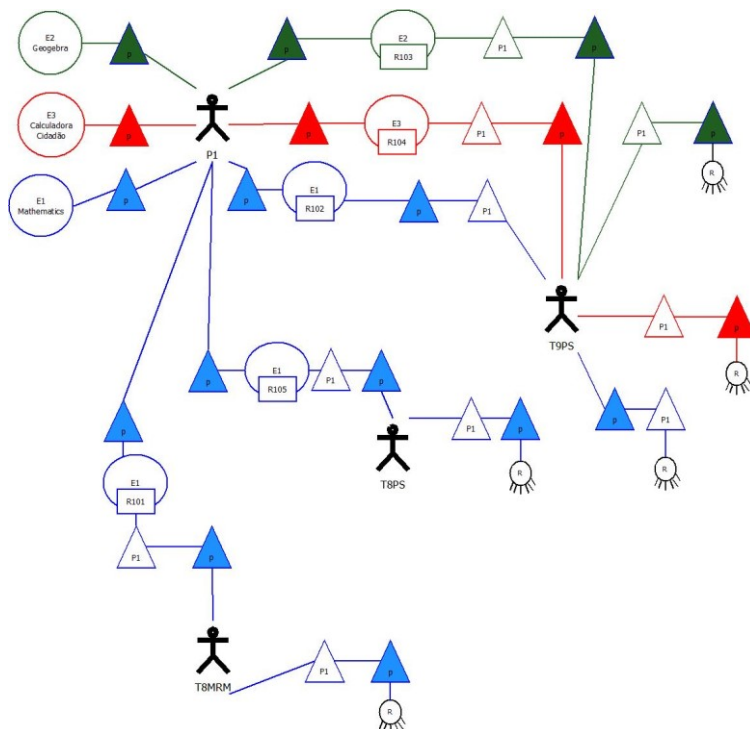 E2
Geogebra
p
p
E2
R103
P1
p
E3
Calculadora
Cidadão
p
P1
p
E3
R104
P1
p
P1
p
R
E1
Mathematics
p
p
E1
R102
p
P1
T9PS
P1
p
R
p
E1
R105
P1
p
T8PS
P1
p
R
p
P1
R
p
E1
R101
P1
p
T8MRM
P1
p
R